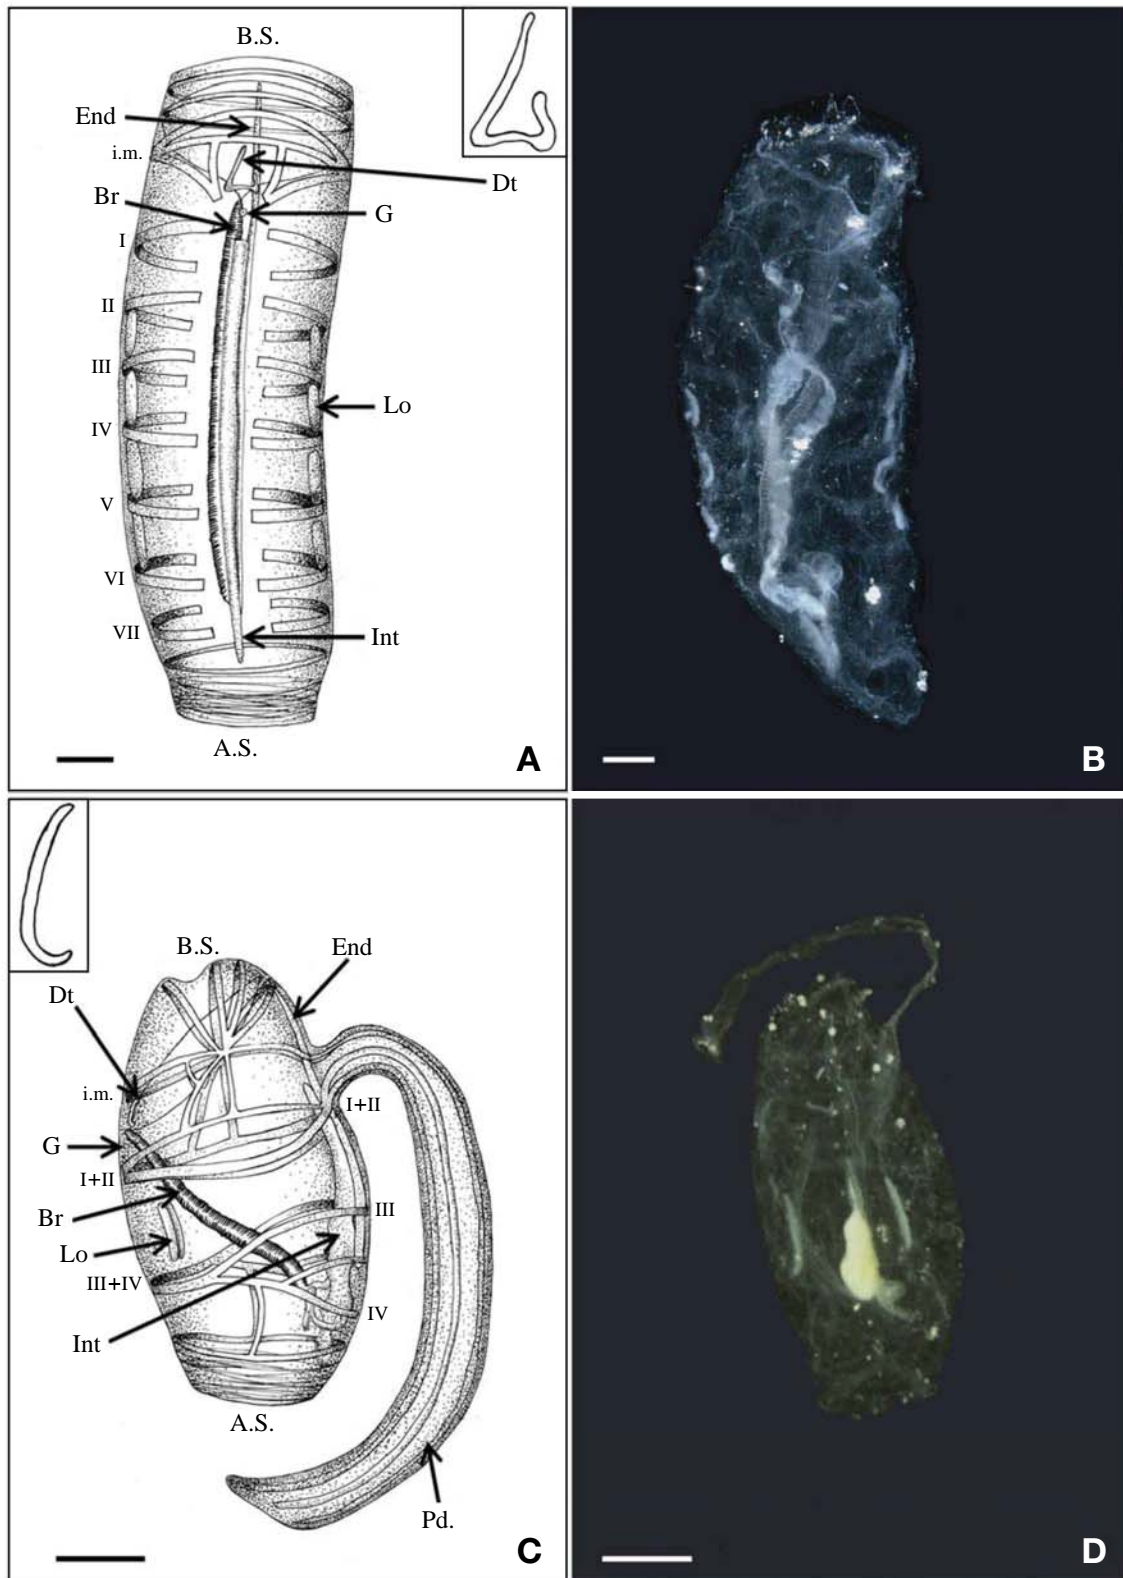 B.S.
End
i.m.
Dt
Br
G
I
II
III
Lo
IV
V
VI
VII
Int
A.S.
A
B
B.S.
End
Dt
i.m.
I+II
G
I+II
Br
III
Lo
III+IV
IV
Int
A.S.
Pd.
C
D